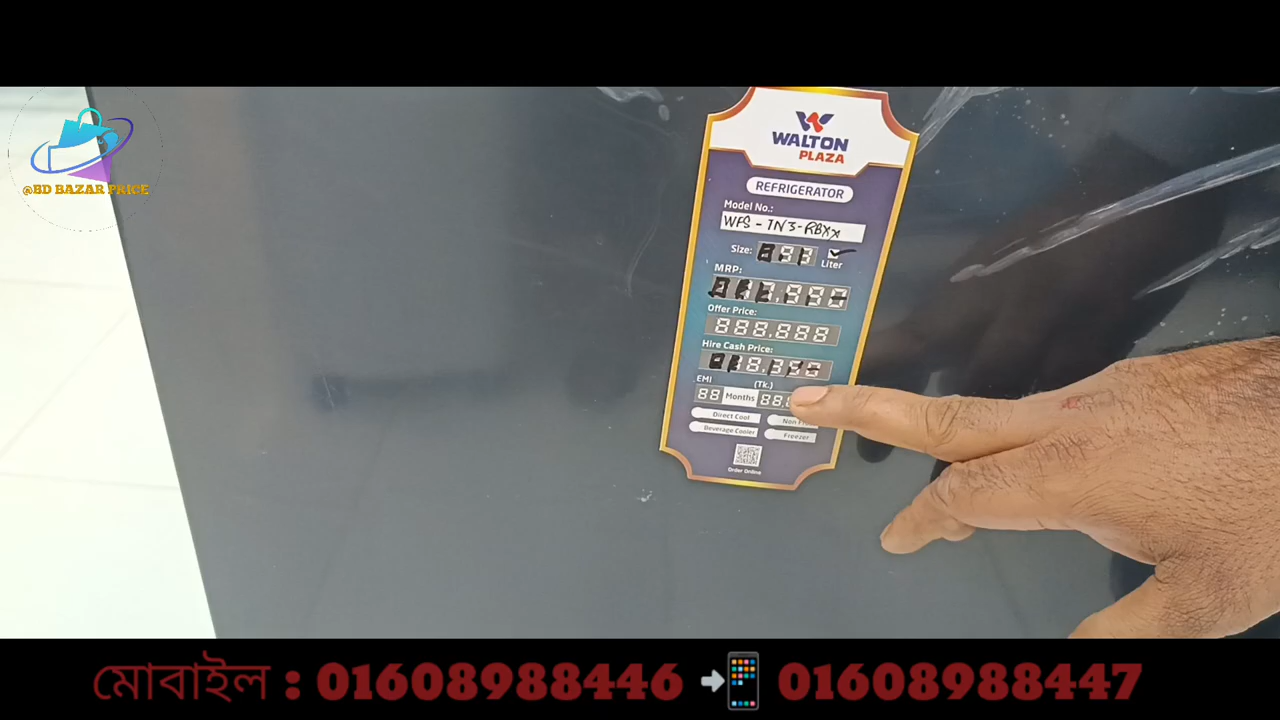 @BD BAZAR PRICE
WALTON
PLAZA
REFRIGERATOR
Model No.:
WFS - TN3-RBXX
Size: Liter
MRP:
Offer Price:
888,888
Hire Cash Price:
EMI (Tk.)
88 Months
Direct Cool
Beverage Cooler Freezer
Order Online
মোবাইল : 01608988446 01608988447